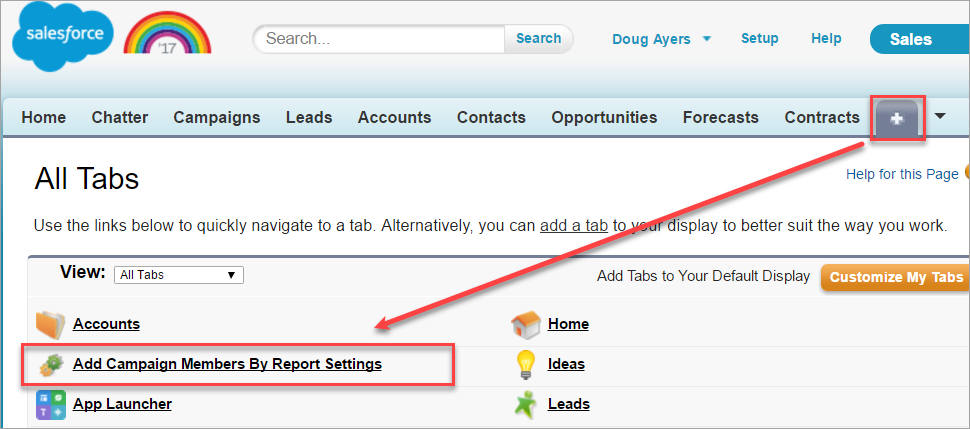 salesforce
'17
Search...
Search
Doug Ayers
Setup
Help
Sales
Home Chatter Campaigns Leads Accounts Contacts Opportunities Forecasts Contracts +
All Tabs
Help for this Page
Use the links below to quickly navigate to a tab. Alternatively, you can add a tab to your display to better suit the way you work.
View: All Tabs
Add Tabs to Your Default Display
Customize My Tabs
Accounts
Home
Add Campaign Members By Report Settings
Ideas
App Launcher
Leads